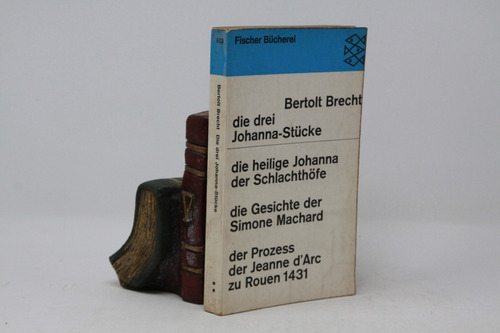 Fischer Bücherei
Bertolt Brecht
die drei
Johanna-Stücke
die heilige Johanna
der Schlachthöfe
die Gesichte der
Simone Machard
der Prozess
der Jeanne d'Arc
zu Rouen 1431
Bertolt Brecht Die drei Johanna-Stücke